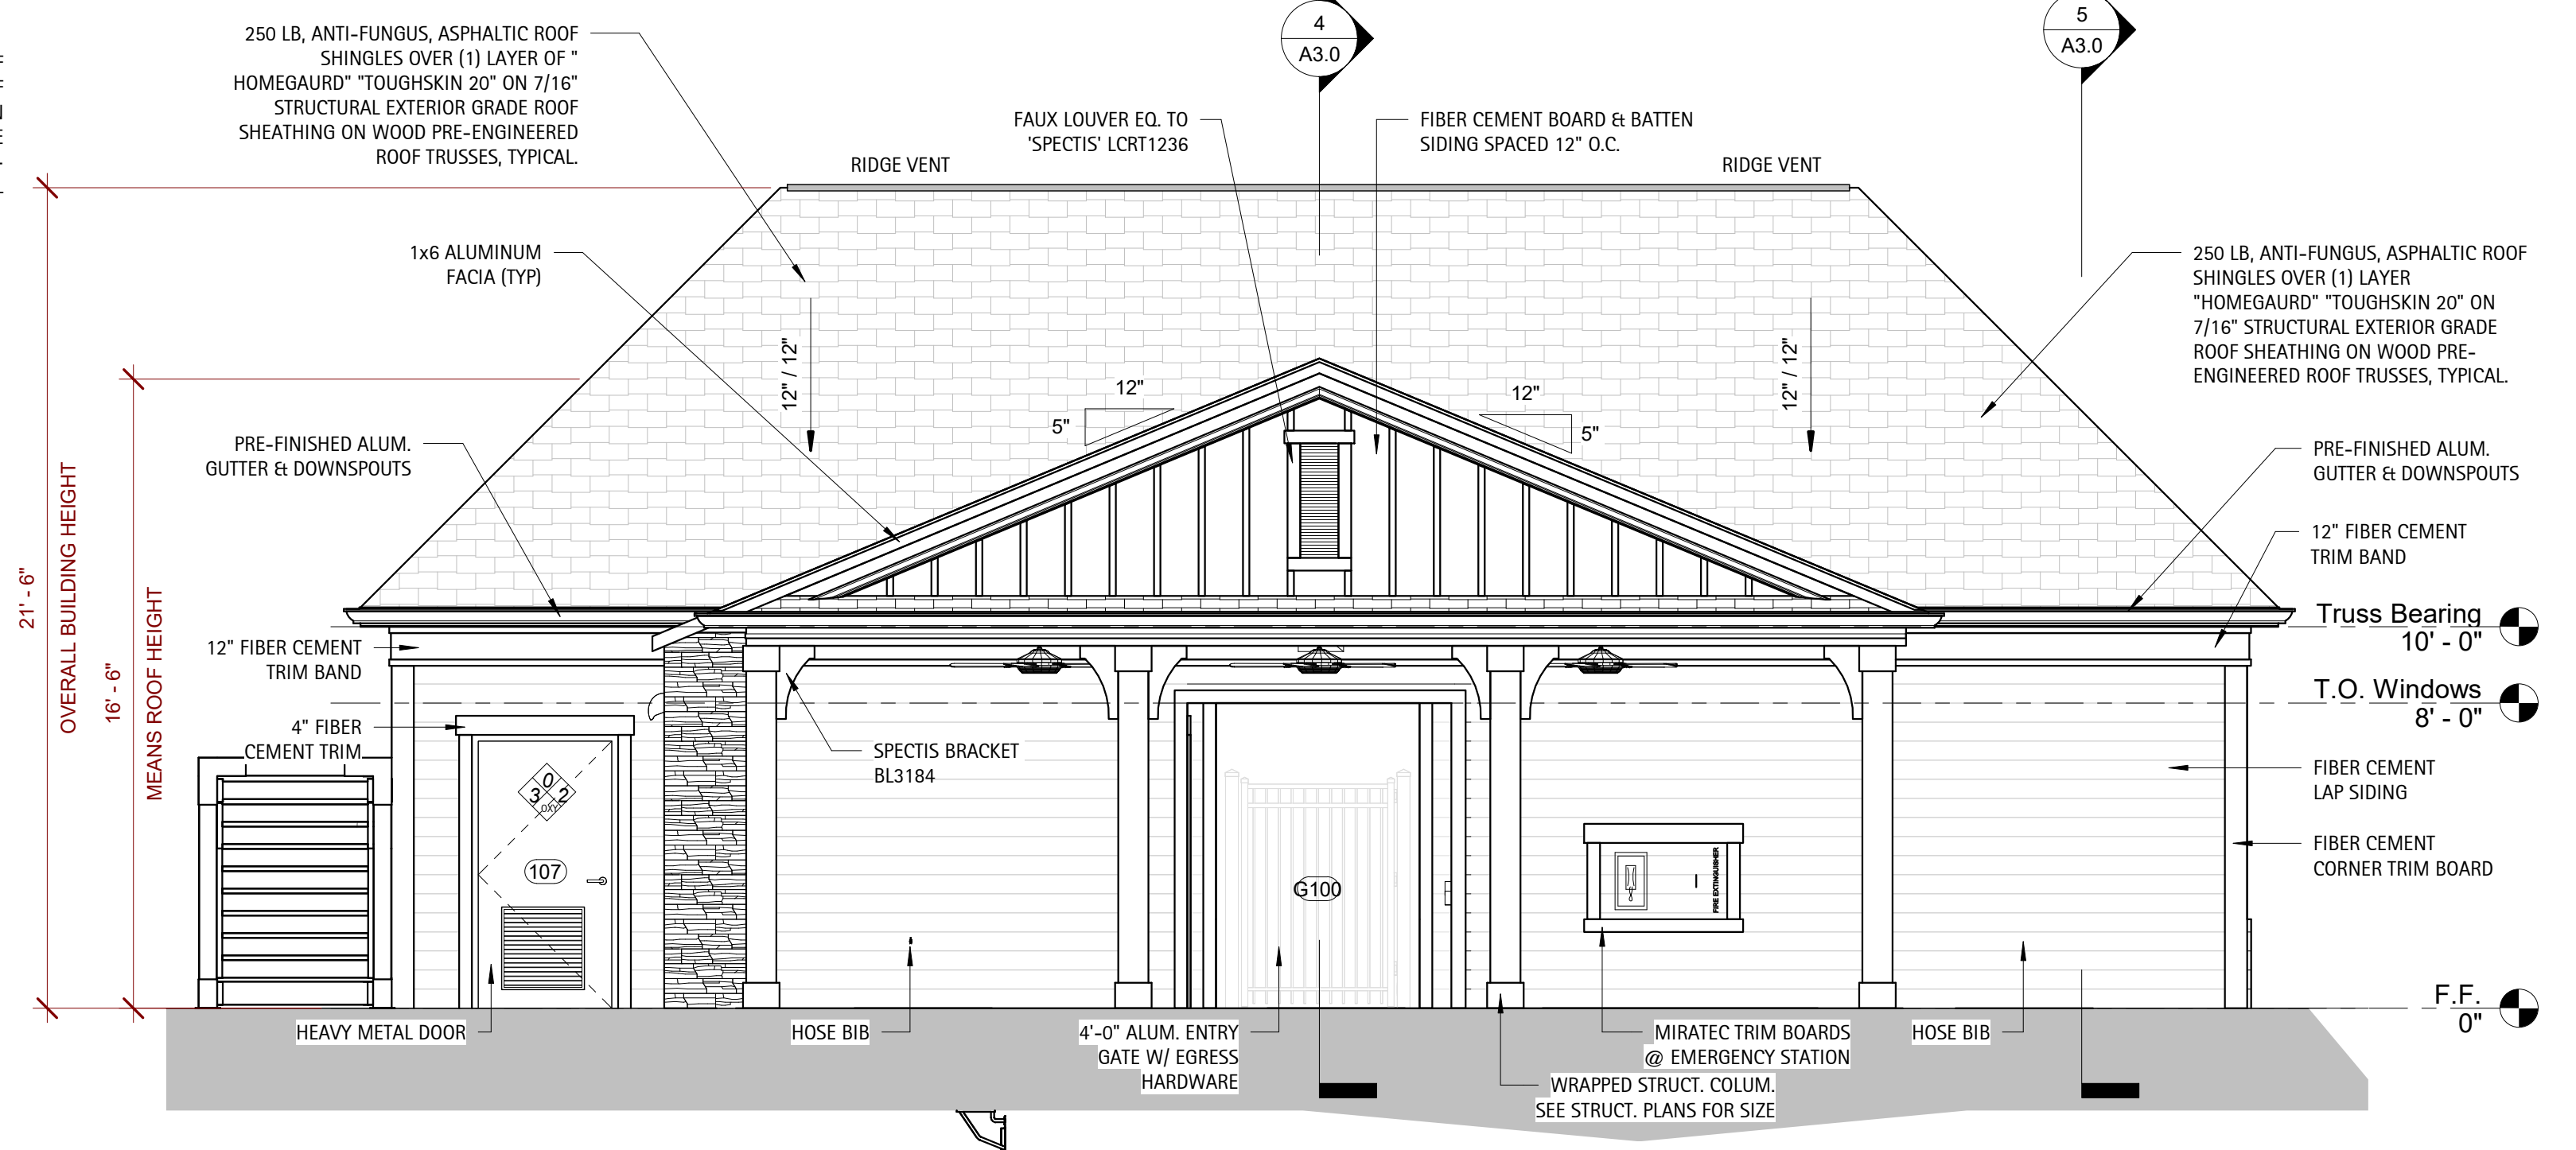 4
A3.0
5
A3.0
250 LB, ANTI-FUNGUS, ASPHALTIC ROOF
SHINGLES OVER (1) LAYER OF "
HOMEGAURD" "TOUGHSKIN 20" ON 7/16"
STRUCTURAL EXTERIOR GRADE ROOF
SHEATHING ON WOOD PRE-ENGINEERED
ROOF TRUSSES, TYPICAL.
FAUX LOUVER EQ. TO
'SPECTIS' LCRT1236
FIBER CEMENT BOARD & BATTEN
SIDING SPACED 12" O.C.
RIDGE VENT
RIDGE VENT
1x6 ALUMINUM
FACIA (TYP)
250 LB, ANTI-FUNGUS, ASPHALTIC ROOF
SHINGLES OVER (1) LAYER
"HOMEGAURD" "TOUGHSKIN 20" ON
7/16" STRUCTURAL EXTERIOR GRADE
ROOF SHEATHING ON WOOD PRE-
ENGINEERED ROOF TRUSSES, TYPICAL.
12" / 12"
12"
5"
12"
5"
12" / 12"
PRE-FINISHED ALUM.
GUTTER & DOWNSPOUTS
PRE-FINISHED ALUM.
GUTTER & DOWNSPOUTS
12" FIBER CEMENT
TRIM BAND
21' - 6"
OVERALL BUILDING HEIGHT
16' - 6"
MEANS ROOF HEIGHT
12" FIBER CEMENT
TRIM BAND
Truss Bearing
10' - 0"
T.O. Windows
8' - 0"
4" FIBER
CEMENT TRIM
SPECTIS BRACKET
BL3184
0
3
2
OXY
FIBER CEMENT
LAP SIDING
FIBER CEMENT
CORNER TRIM BOARD
107
G100
FIRE EXTINGUISHER
F.F.
0"
HEAVY METAL DOOR
HOSE BIB
4'-0" ALUM. ENTRY
GATE W/ EGRESS
HARDWARE
MIRATEC TRIM BOARDS
@ EMERGENCY STATION
HOSE BIB
WRAPPED STRUCT. COLUM.
SEE STRUCT. PLANS FOR SIZE